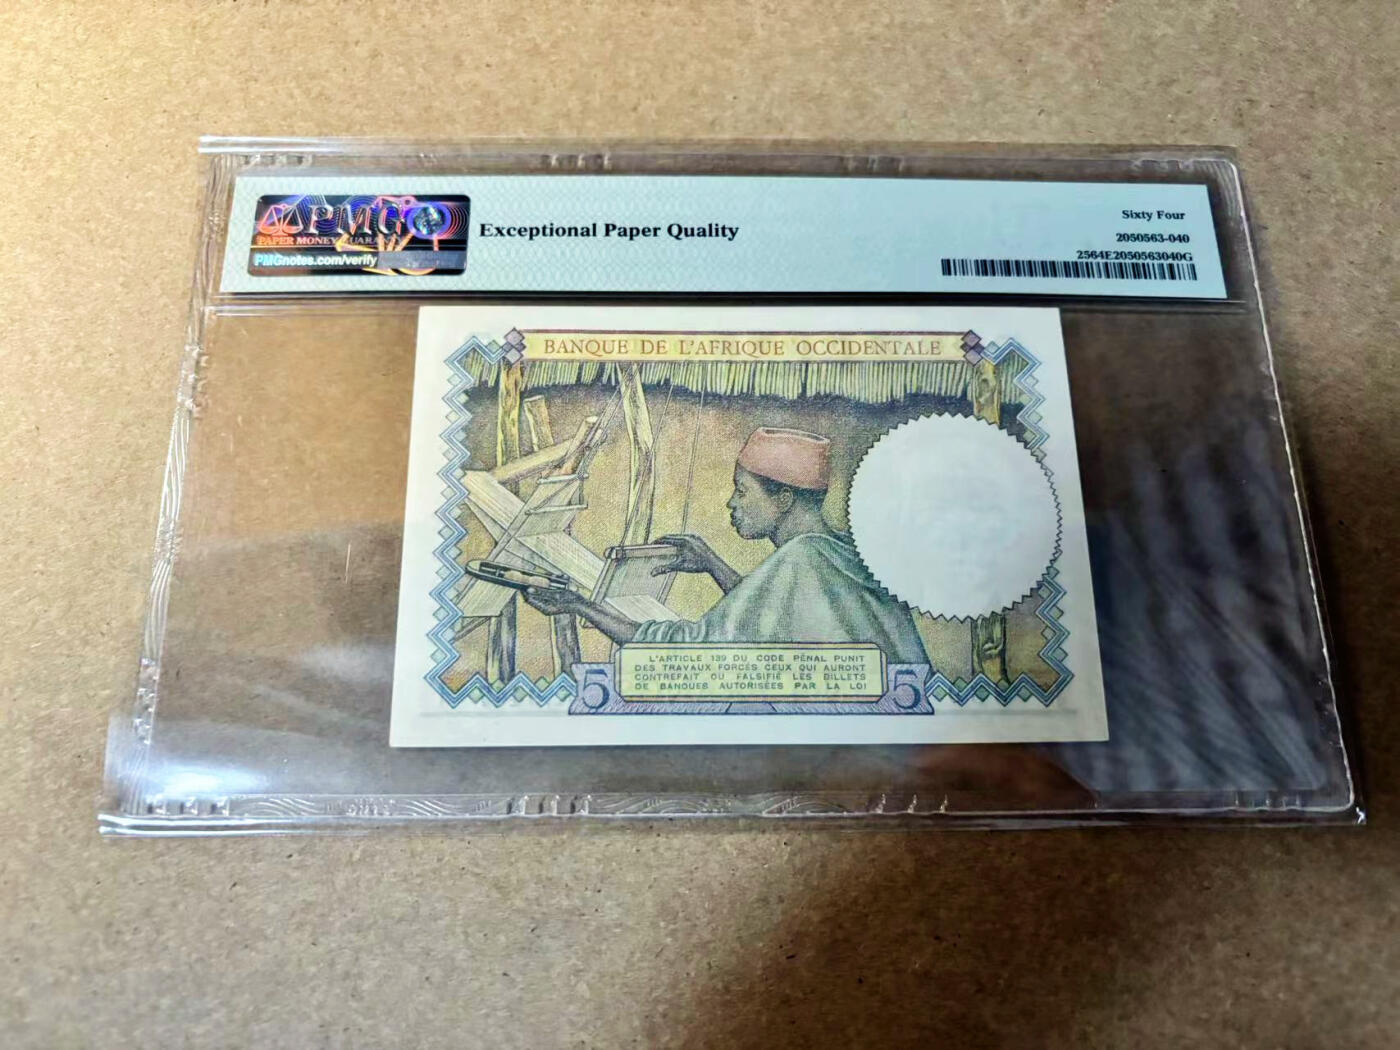 PMG
PAPER MONEY GUARANTY
PMGnotes.com/verify
Exceptional Paper Quality
Sixty Four
2050563-040
2564E2050563040G
BANQUE DE L'AFRIQUE OCCIDENTALE
L'ARTICLE 139 DU CODE PÉNAL PUNIT
DES TRAVAUX FORCÉS CEUX QUI AURONT
CONTREFAIT OU FALSIFIÉ LES BILLETS
DE BANQUES AUTORISÉES PAR LA LOI
5 5